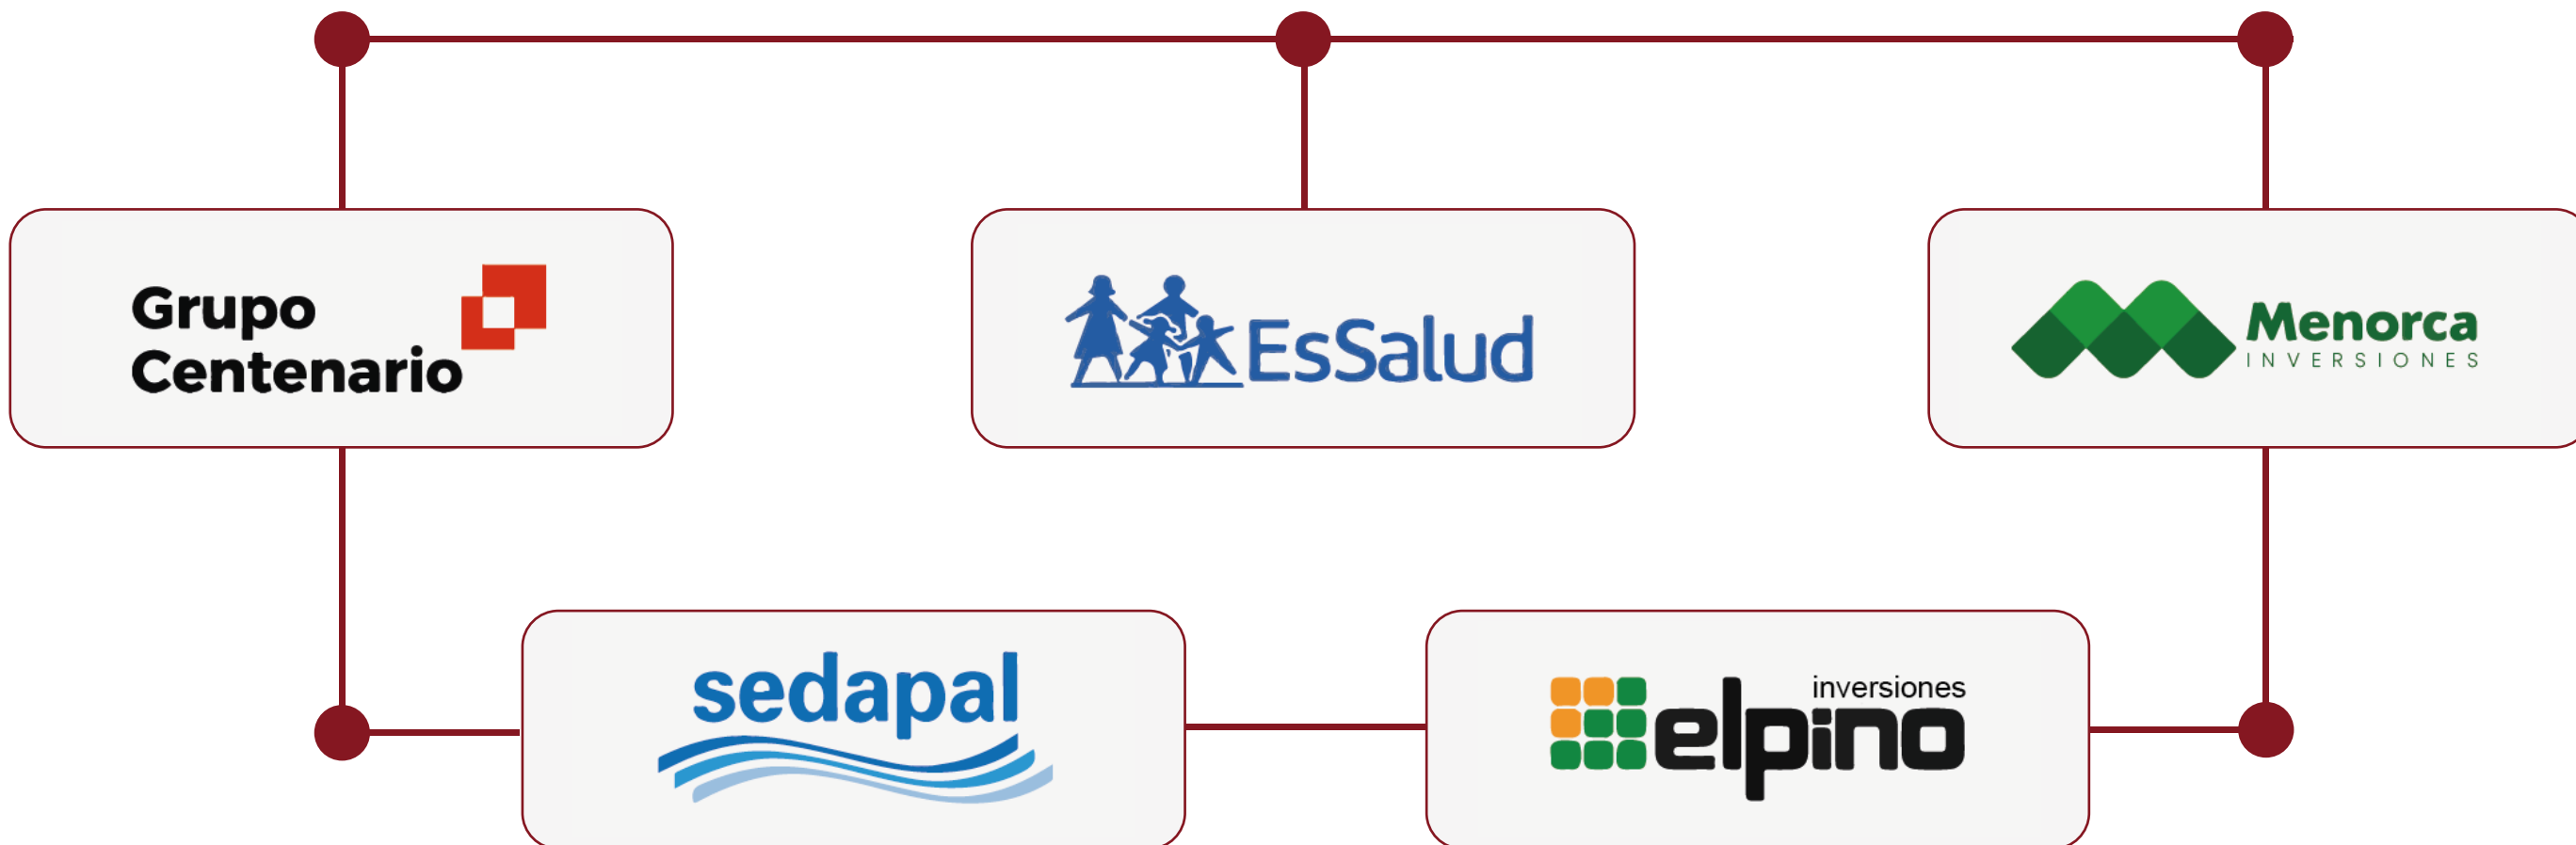 Grupo
Centenario
EsSalud
Menorca
INVERSIONES
sedapal
inversiones
elpino